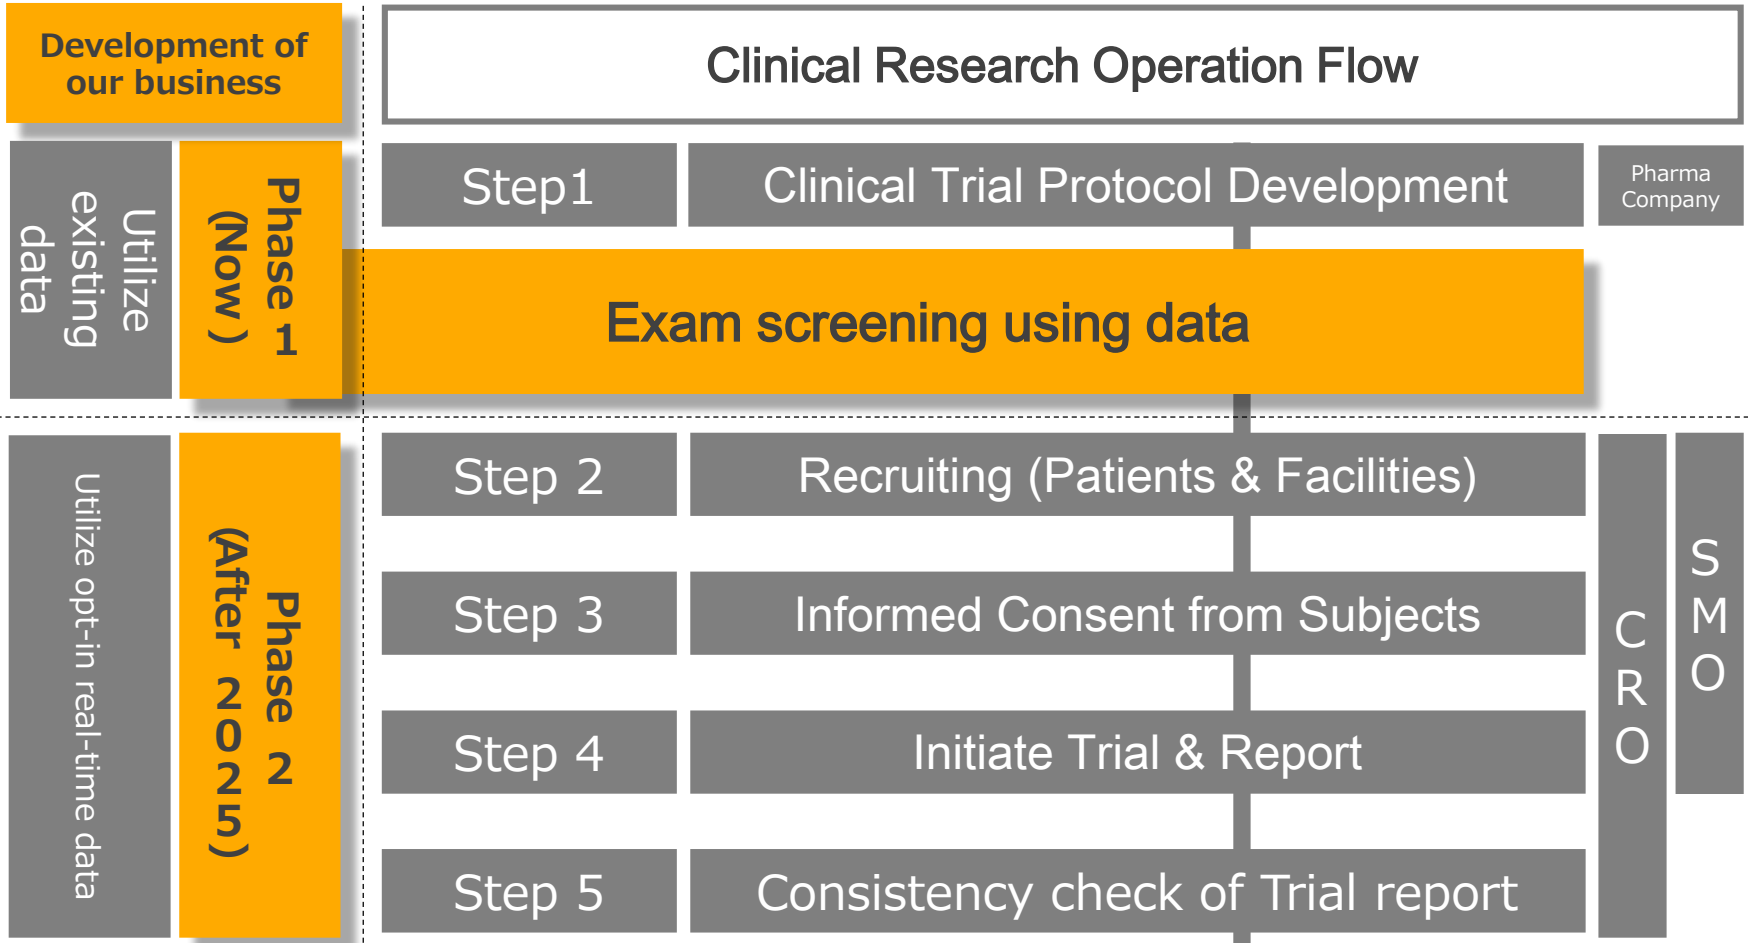 Development of
our business
Clinical Research Operation Flow
Utilize
existing
data
Phase 1
(Now)
Step1
Clinical Trial Protocol Development
Pharma
Company
Exam screening using data
Utilize opt-in real-time data
Phase 2
(After 2025)
Step 2
Recruiting (Patients & Facilities)
Step 3
Informed Consent from Subjects
Step 4
Initiate Trial & Report
Step 5
Consistency check of Trial report
CRO
SMO